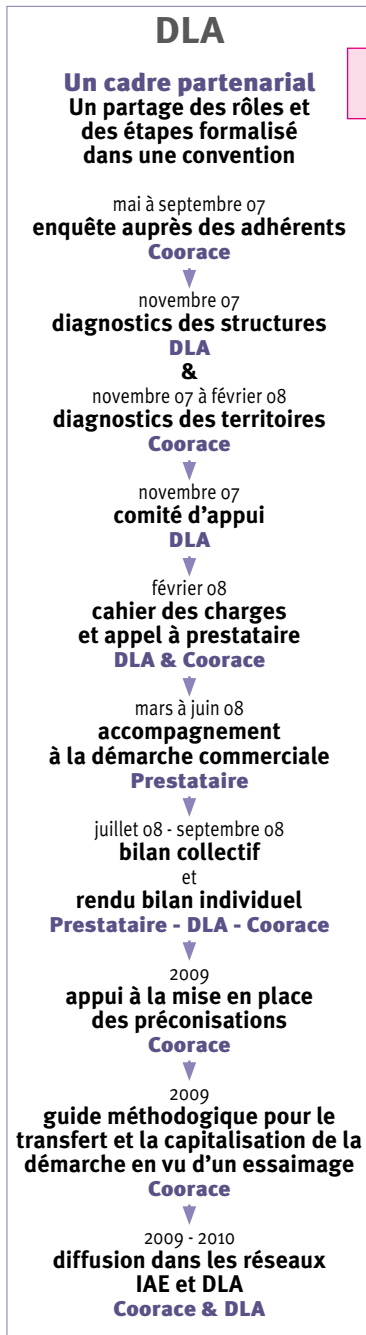 DLA
Un cadre partenarial
Un partage des rôles et
des étapes formalisé
dans une convention
mai à septembre 07
enquête auprès des adhérents
Coorace
novembre 07
diagnostics des structures
DLA
&
novembre 07 à février 08
diagnostics des territoires
Coorace
novembre 07
comité d'appui
DLA
février 08
cahier des charges
et appel à prestataire
DLA & Coorace
mars à juin 08
accompagnement
à la démarche commerciale
Prestataire
juillet 08 - septembre 08
bilan collectif
et
rendu bilan individuel
Prestataire - DLA - Coorace
2009
appui à la mise en place
des préconisations
Coorace
2009
guide méthodogique pour le
transfert et la capitalisation de la
démarche en vu d'un essaimage
Coorace
2009 - 2010
diffusion dans les réseaux
IAE et DLA
Coorace & DLA